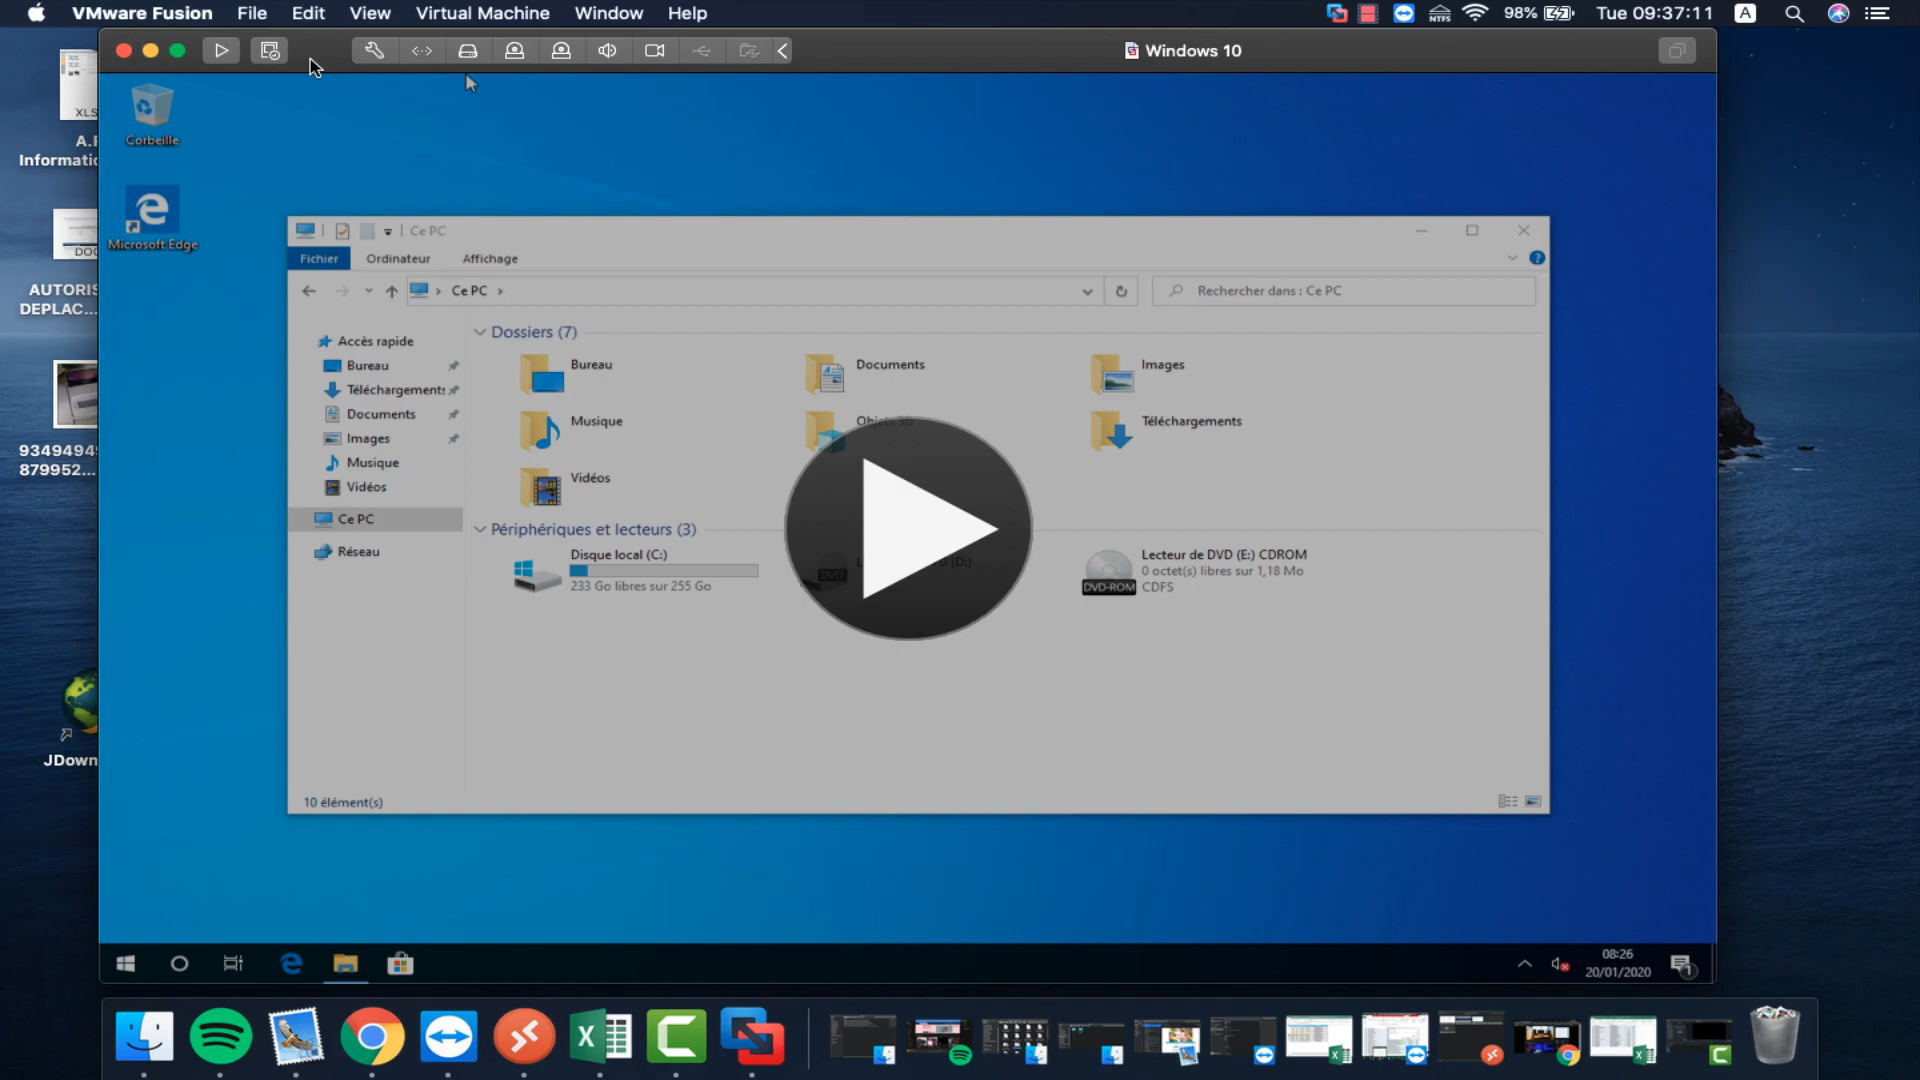 VMware Fusion File Edit View Virtual Machine Window Help
NTFS 98% Tue 09:37:11 A
Windows 10
XLS
A.F
Informatic
DOC
AUTORIS
DEPLAC...
9349494
879952...
JDown
Corbeille
Microsoft Edge
Ce PC
Fichier Ordinateur Affichage
Ce PC
Rechercher dans : Ce PC
Accès rapide
Bureau
Téléchargements
Documents
Images
Musique
Vidéos
Ce PC
Réseau
Dossiers (7)
Bureau
Documents
Images
Musique
Objets 3D
Téléchargements
Vidéos
Périphériques et lecteurs (3)
Disque local (C:)
233 Go libres sur 255 Go
DVD
(D:)
DVD-ROM
Lecteur de DVD (E:) CDROM
0 octet(s) libres sur 1,18 Mo
CDFS
10 élément(s)
08:26
20/01/2020
1